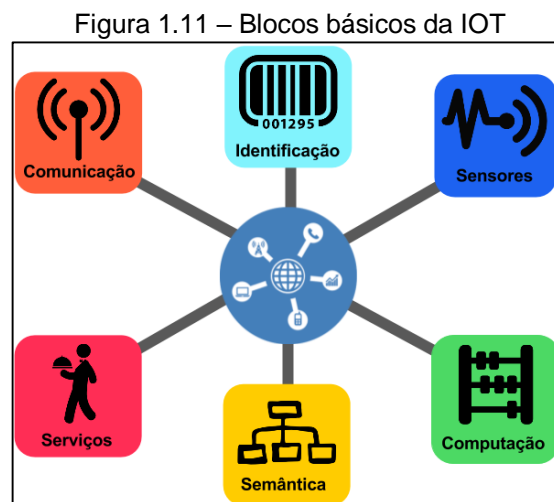 Figura 1.11 – Blocos básicos da IOT
Comunicação
001295
Identificação
Sensores
Serviços
Semântica
Computação